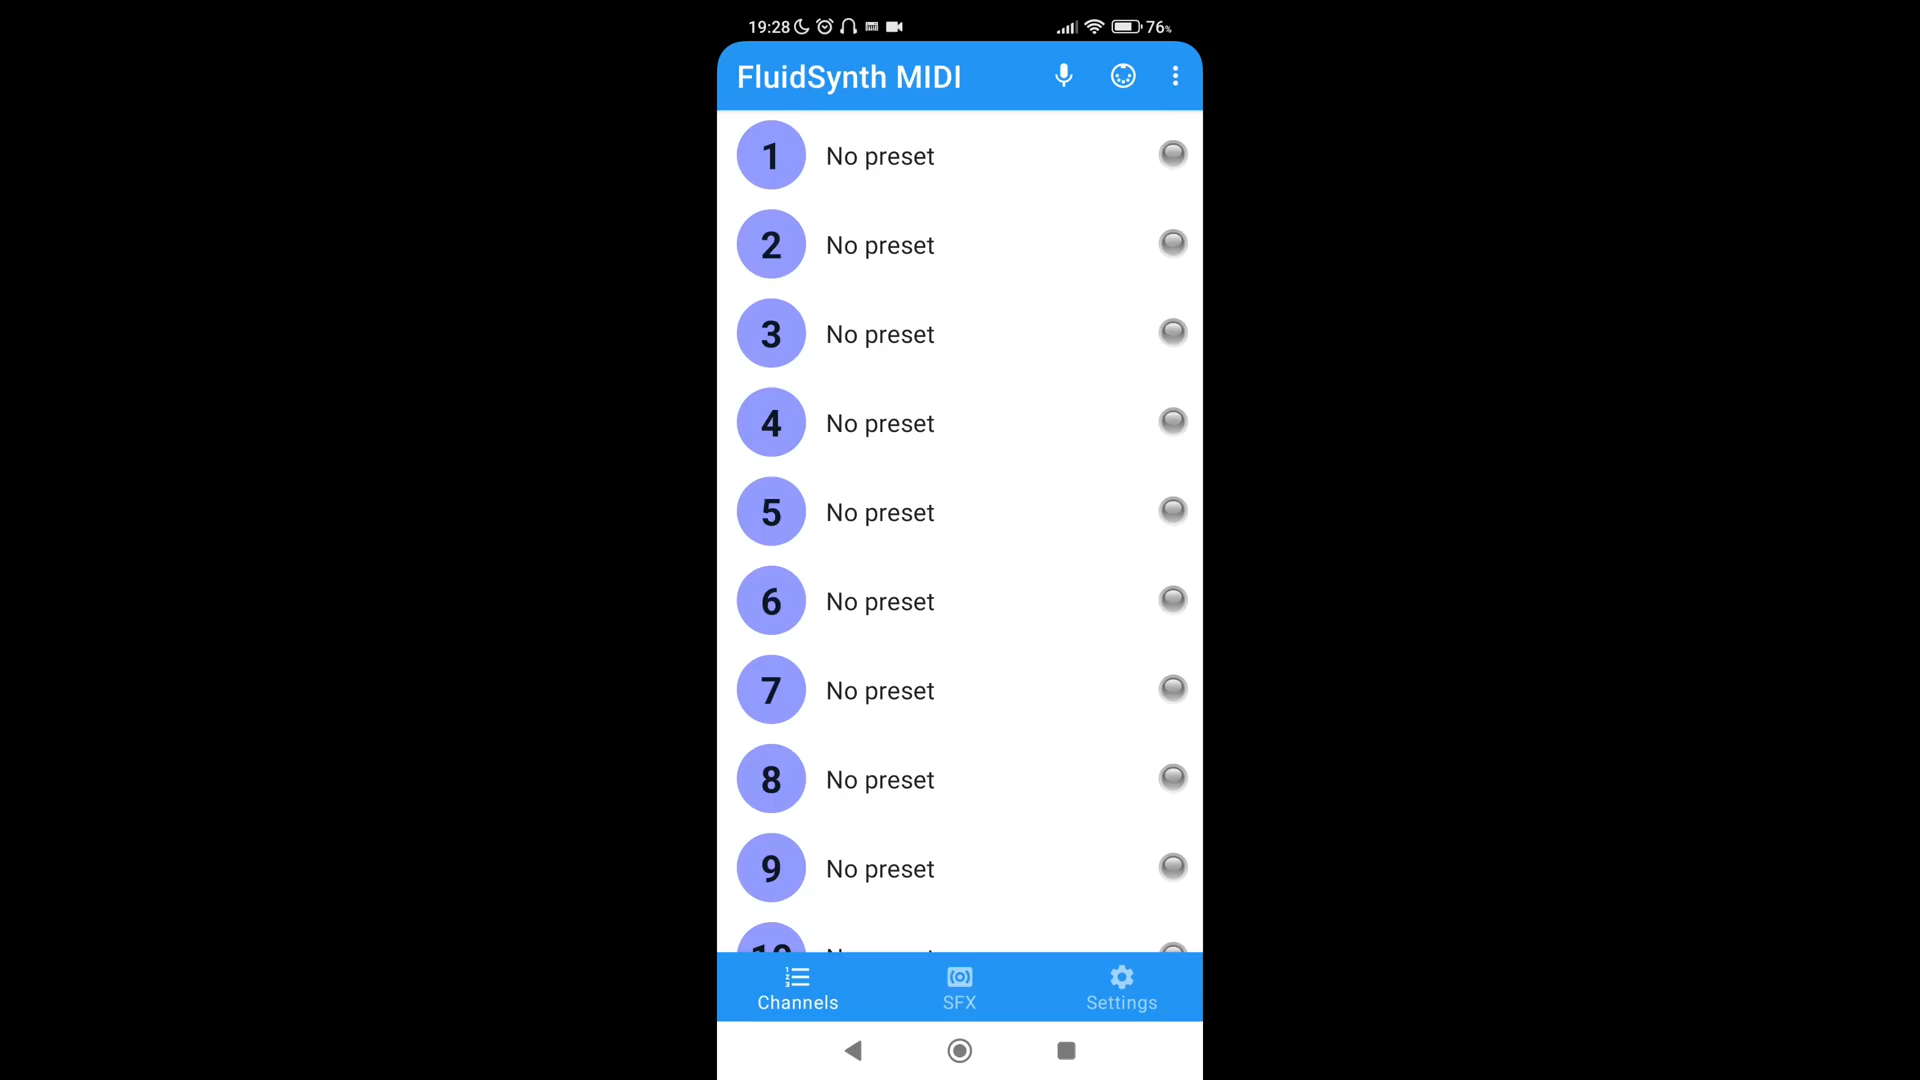 19:28 76%
FluidSynth MIDI
1 No preset
2 No preset
3 No preset
4 No preset
5 No preset
6 No preset
7 No preset
8 No preset
9 No preset
Channels SFX Settings